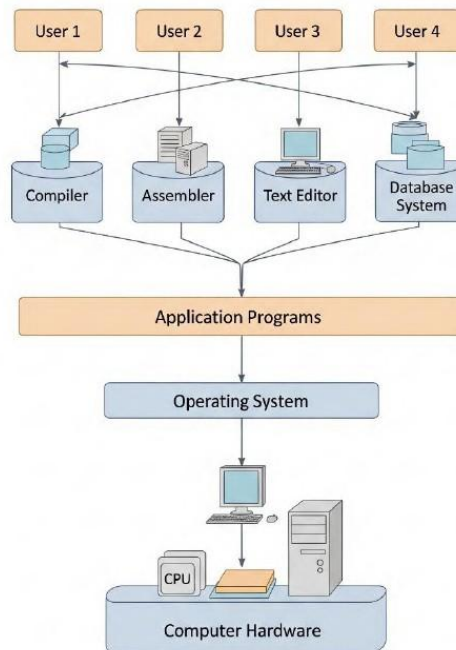 User 1
User 2
User 3
User 4
Compiler
Assembler
Text Editor
Database
System
Application Programs
Operating System
CPU
Computer Hardware